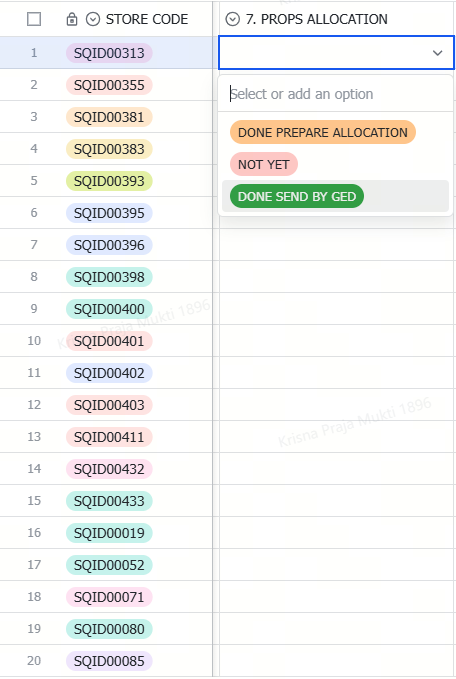 STORE CODE 7. PROPS ALLOCATION
1 SQID00313
2 SQID00355
Select or add an option
3 SQID00381
DONE PREPARE ALLOCATION
4 SQID00383
NOT YET
5 SQID00393
DONE SEND BY GED
6 SQID00395
7 SQID00396
8 SQID00398
9 SQID00400
Krisna Praja Mukti 1896
10 SQID00401
11 SQID00402
12 SQID00403
Krisna Praja Mukti 1896
13 SQID00411
14 SQID00432
15 SQID00433
16 SQID00019
17 SQID00052
18 SQID00071
19 SQID00080
20 SQID00085